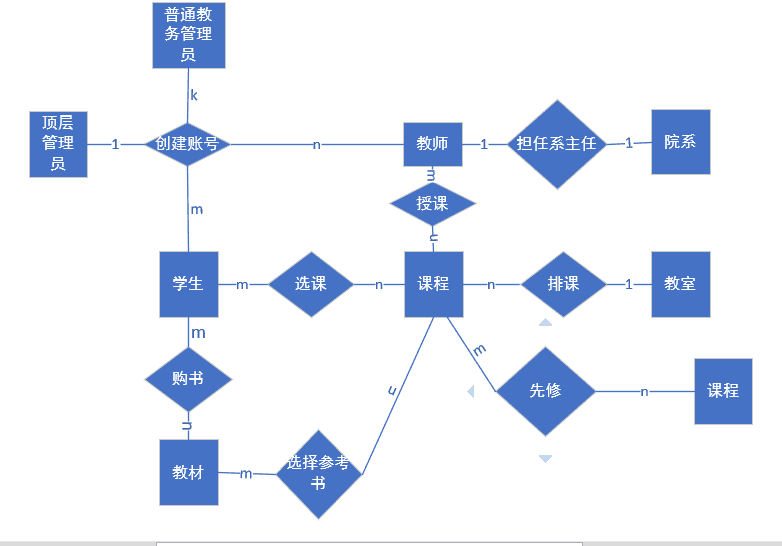 普通教
务管理
员
k
顶层
管理
员
1
创建账号
n
教师
1
担任系主任
1
院系
m
授课
n
m
学生
m
选课
n
课程
n
排课
1
教室
m
购书
n
m
先修
n
课程
n
教材
m
选择参考
书